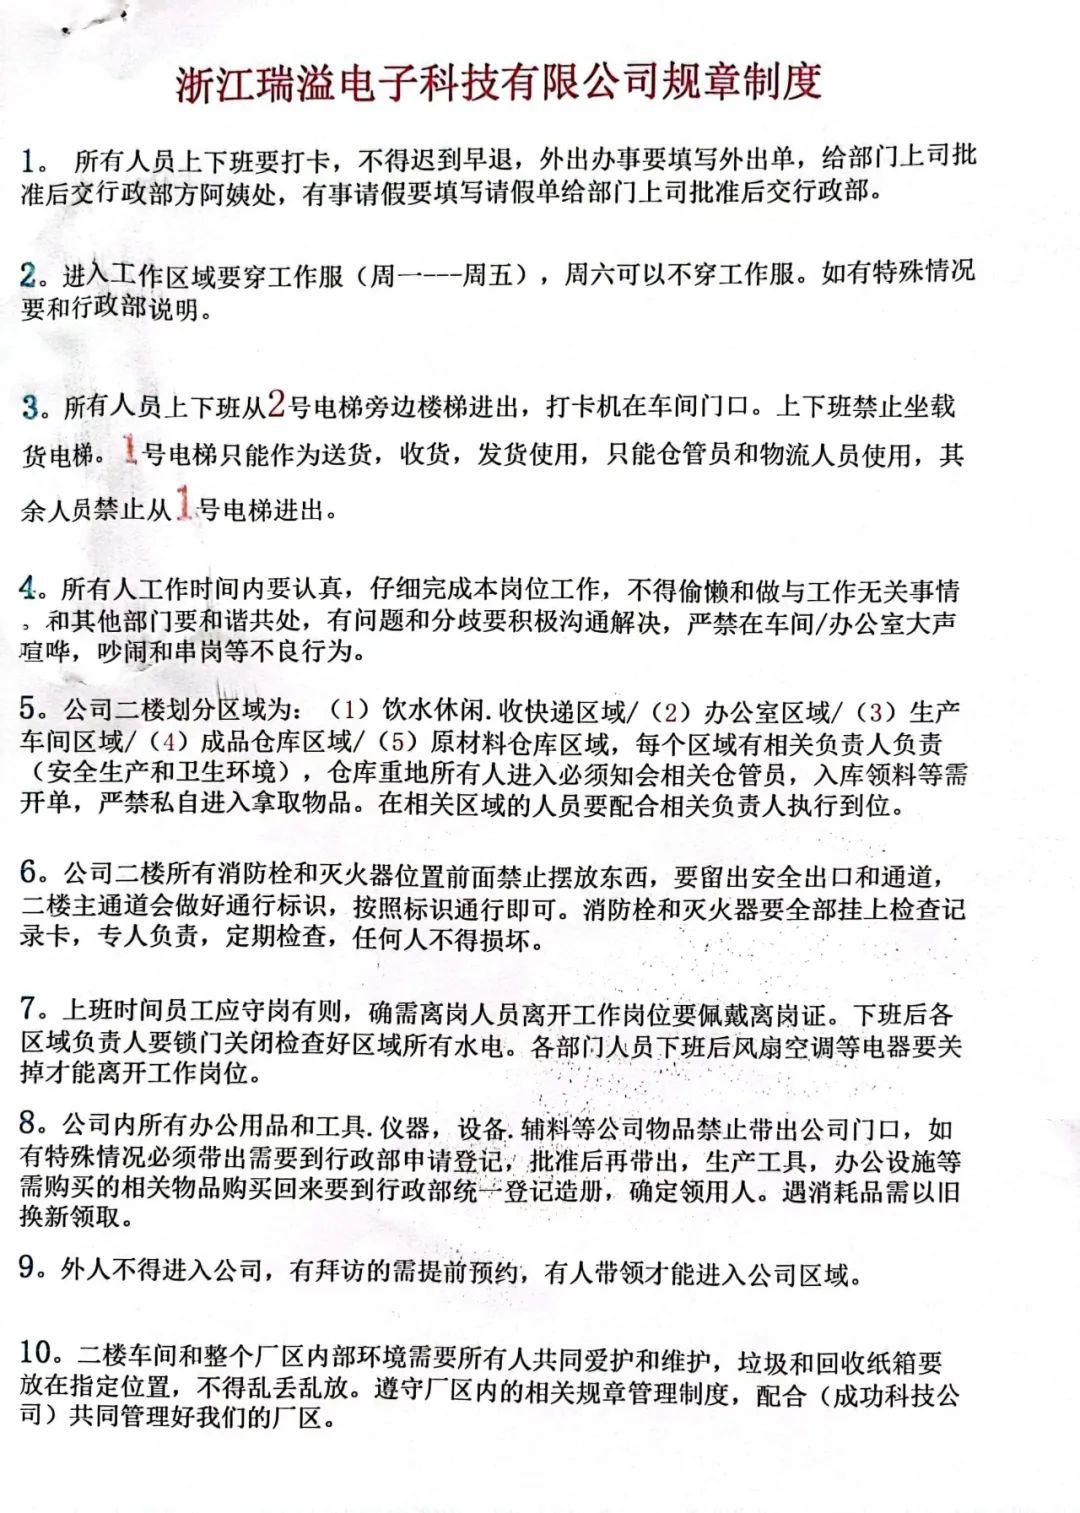 浙江瑞溢电子科技有限公司规章制度
1。 所有人员上下班要打卡，不得迟到早退，外出办事要填写外出单，给部门上司批
准后交行政部方阿姨处，有事请假要填写请假单给部门上司批准后交行政部。
2。进入工作区域要穿工作服（周一---周五），周六可以不穿工作服。如有特殊情况
要和行政部说明。
3。所有人员上下班从2号电梯旁边楼梯进出，打卡机在车间门口。上下班禁止坐载
货电梯。1号电梯只能作为送货，收货，发货使用，只能仓管员和物流人员使用，其
余人员禁止从1号电梯进出。
4。所有人工作时间内要认真，仔细完成本岗位工作，不得偷懒和做与工作无关事情
，和其他部门要和谐共处，有问题和分歧要积极沟通解决，严禁在车间/办公室大声
喧哗，吵闹和串岗等不良行为。
5。公司二楼划分区域为：（1）饮水休闲.收快递区域/（2）办公室区域/（3）生产
车间区域/（4）成品仓库区域/（5）原材料仓库区域，每个区域有相关负责人负责
（安全生产和卫生环境），仓库重地所有人进入必须知会相关仓管员，入库领料等需
开单，严禁私自进入拿取物品。在相关区域的人员要配合相关负责人执行到位。
6。公司二楼所有消防栓和灭火器位置前面禁止摆放东西，要留出安全出口和通道，
二楼主通道会做好通行标识，按照标识通行即可。消防栓和灭火器要全部挂上检查记
录卡，专人负责，定期检查，任何人不得损坏。
7。上班时间员工应守岗有则，确需离岗人员离开工作岗位要佩戴离岗证。下班后各
区域负责人要锁门关闭检查好区域所有水电。各部门人员下班后风扇空调等电器要关
掉才能离开工作岗位。
8。公司内所有办公用品和工具.仪器，设备.辅料等公司物品禁止带出公司门口，如
有特殊情况必须带出需要到行政部申请登记，批准后再带出，生产工具，办公设施等
需购买的相关物品购买回来要到行政部统一登记造册，确定领用人。遇消耗品需以旧
换新领取。
9。外人不得进入公司，有拜访的需提前预约，有人带领才能进入公司区域。
10。二楼车间和整个厂区内部环境需要所有人共同爱护和维护，垃圾和回收纸箱要
放在指定位置，不得乱丢乱放。遵守厂区内的相关规章管理制度，配合（成功科技公
司）共同管理好我们的厂区。